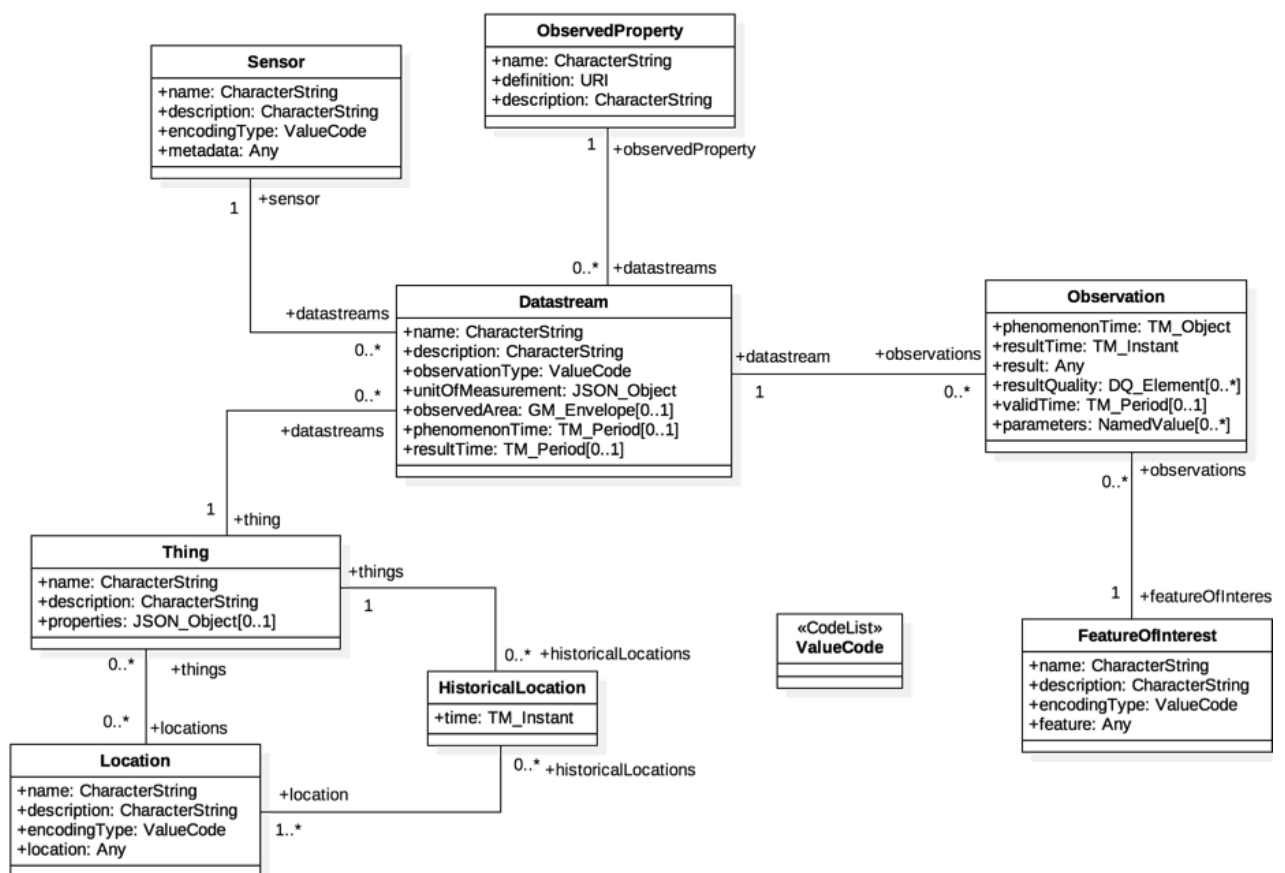 ObservedProperty
+name: CharacterString
+definition: URI
+description: CharacterString
Sensor
+name: CharacterString
+description: CharacterString
+encodingType: ValueCode
+metadata: Any
1
+observedProperty
1
+sensor
0..*
+datastreams
+datastreams
0..*
Datastream
+name: CharacterString
+description: CharacterString
+observationType: ValueCode
+unitOfMeasurement: JSON_Object
+observedArea: GM_Envelope[0..1]
+phenomenonTime: TM_Period[0..1]
+resultTime: TM_Period[0..1]
+datastream
1
+observations
0..*
Observation
+phenomenonTime: TM_Object
+resultTime: TM_Instant
+result: Any
+resultQuality: DQ_Element[0..*]
+validTime: TM_Period[0..1]
+parameters: NamedValue[0..*]
0..*
+datastreams
1
+thing
0..*
+observations
1
+featureOfInteres
Thing
+name: CharacterString
+description: CharacterString
+properties: JSON_Object[0..1]
+things
1
0..*
+historicalLocations
«CodeList»
ValueCode
FeatureOfInterest
+name: CharacterString
+description: CharacterString
+encodingType: ValueCode
+feature: Any
0..*
+things
0..*
+locations
HistoricalLocation
+time: TM_Instant
0..*
+historicalLocations
Location
+name: CharacterString
+description: CharacterString
+encodingType: ValueCode
+location: Any
+location
1..*